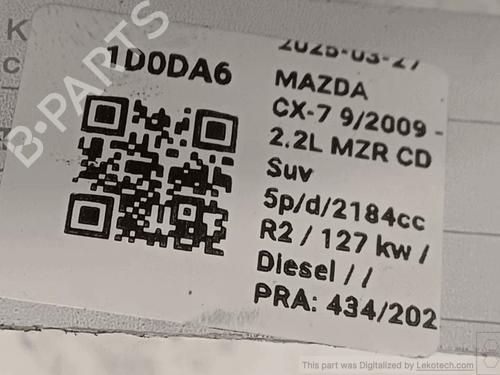 K
C
1D0DA6
2025-03-27
MAZDA
CX-7 9/2009 -
2.2L MZR CD
Suv
5p/d/2184cc
R2 / 127 kw /
Diesel / /
PRA: 434/202
B-PARTS
This part was Digitalized by Lekotech.com